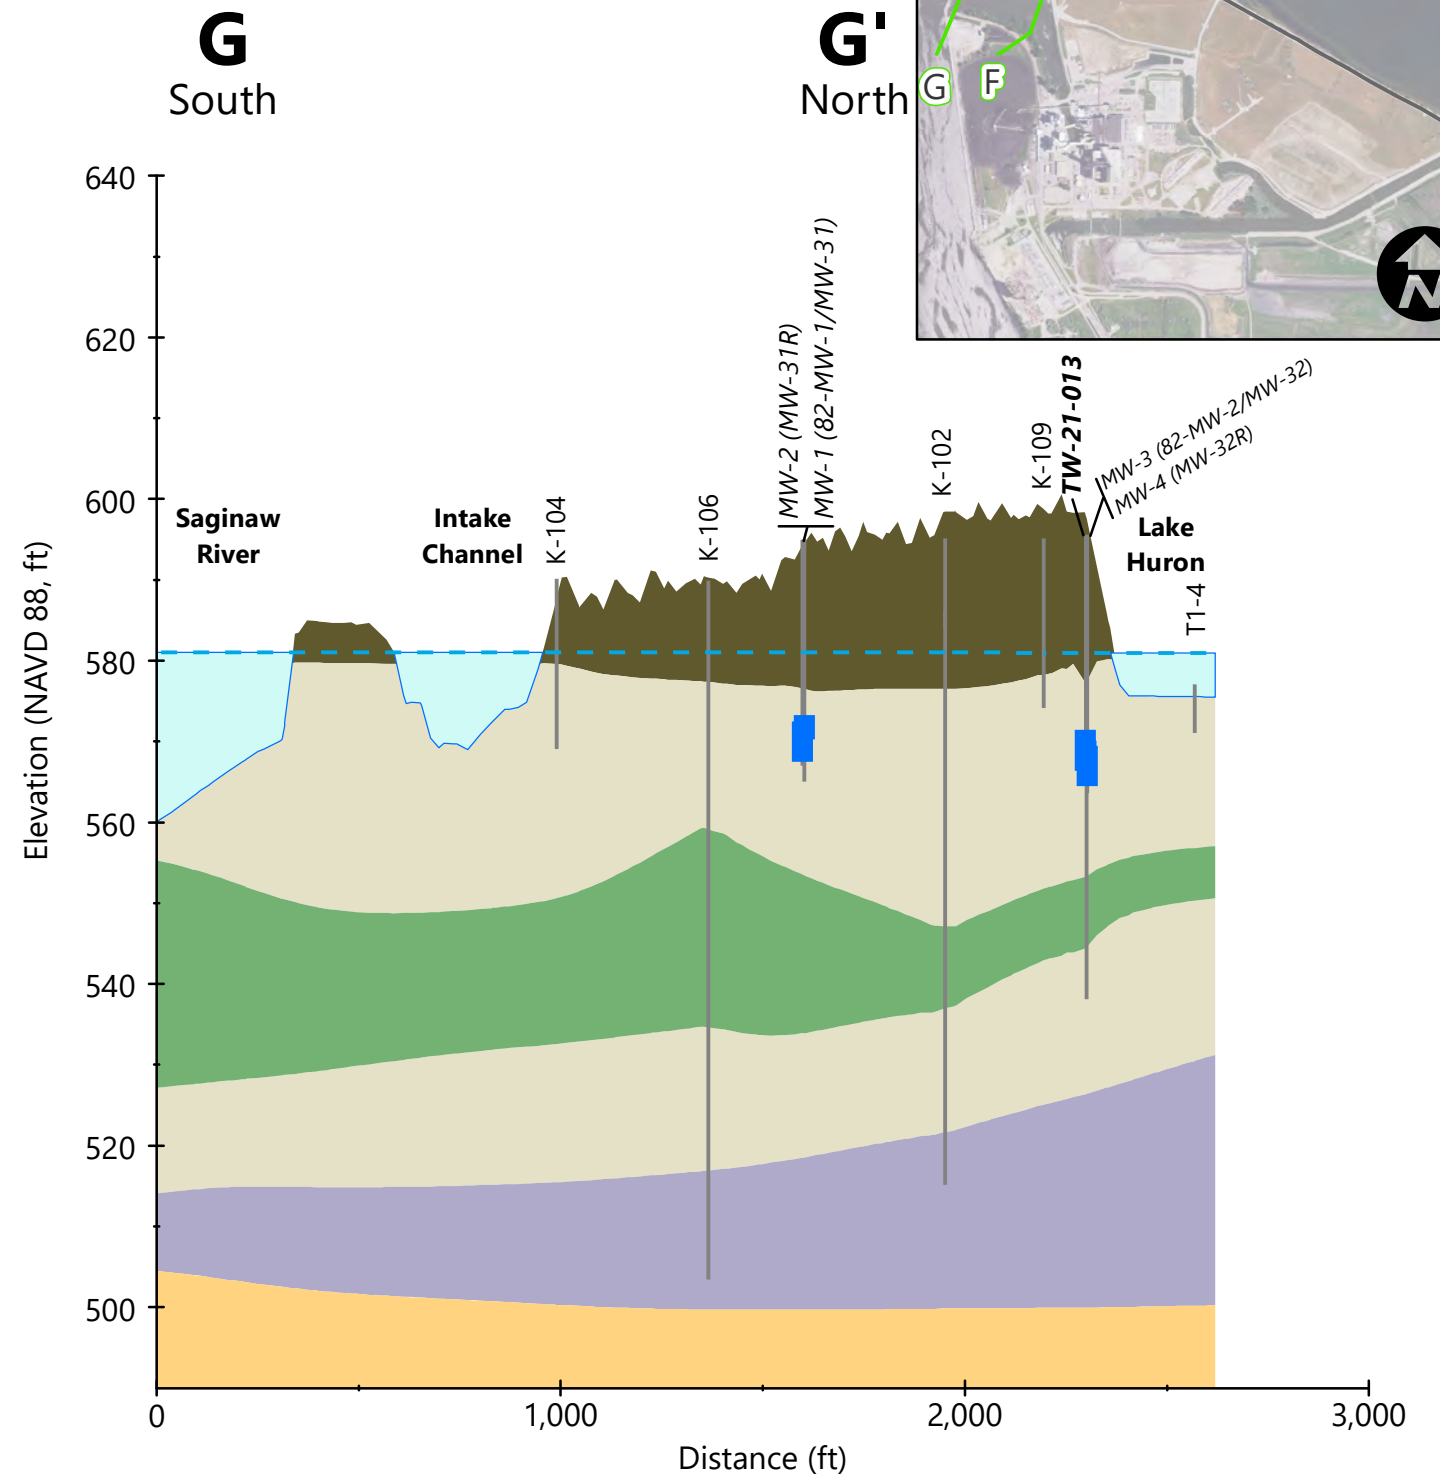 G
South
G'
North
G
F
N
640
620
600
580
560
540
520
500
Elevation (NAVD 88, ft)
Saginaw
River
Intake
Channel
K-104
K-106
MW-2 (MW-31R)
MW-1 (82-MW-1/MW-31)
K-102
K-109
TW-21-013
MW-3 (82-MW-2/MW-32)
MW-4 (MW-32R)
Lake
Huron
T1-4
0
1,000
2,000
3,000
Distance (ft)